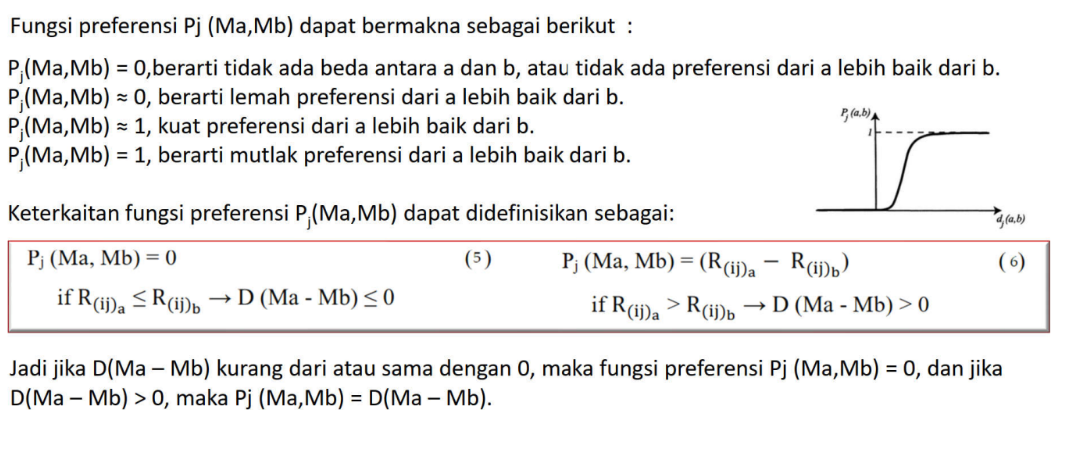 Fungsi preferensi Pj (Ma,Mb) dapat bermakna sebagai berikut :
Pj(Ma,Mb) = 0,berarti tidak ada beda antara a dan b, atau tidak ada preferensi dari a lebih baik dari b.
Pj(Ma,Mb) ≈ 0, berarti lemah preferensi dari a lebih baik dari b.
Pj(Ma,Mb) ≈ 1, kuat preferensi dari a lebih baik dari b.
Pj(Ma,Mb) = 1, berarti mutlak preferensi dari a lebih baik dari b.
Pj(a,b)
1
dj(a,b)
Keterkaitan fungsi preferensi Pj(Ma,Mb) dapat didefinisikan sebagai:
Pj (Ma, Mb) = 0 (5)
if R(ij)a ≤ R(ij)b → D (Ma - Mb) ≤ 0
Pj (Ma, Mb) = (R(ij)a − R(ij)b) (6)
if R(ij)a > R(ij)b → D (Ma - Mb) > 0
Jadi jika D(Ma – Mb) kurang dari atau sama dengan 0, maka fungsi preferensi Pj (Ma,Mb) = 0, dan jika
D(Ma – Mb) > 0, maka Pj (Ma,Mb) = D(Ma – Mb).